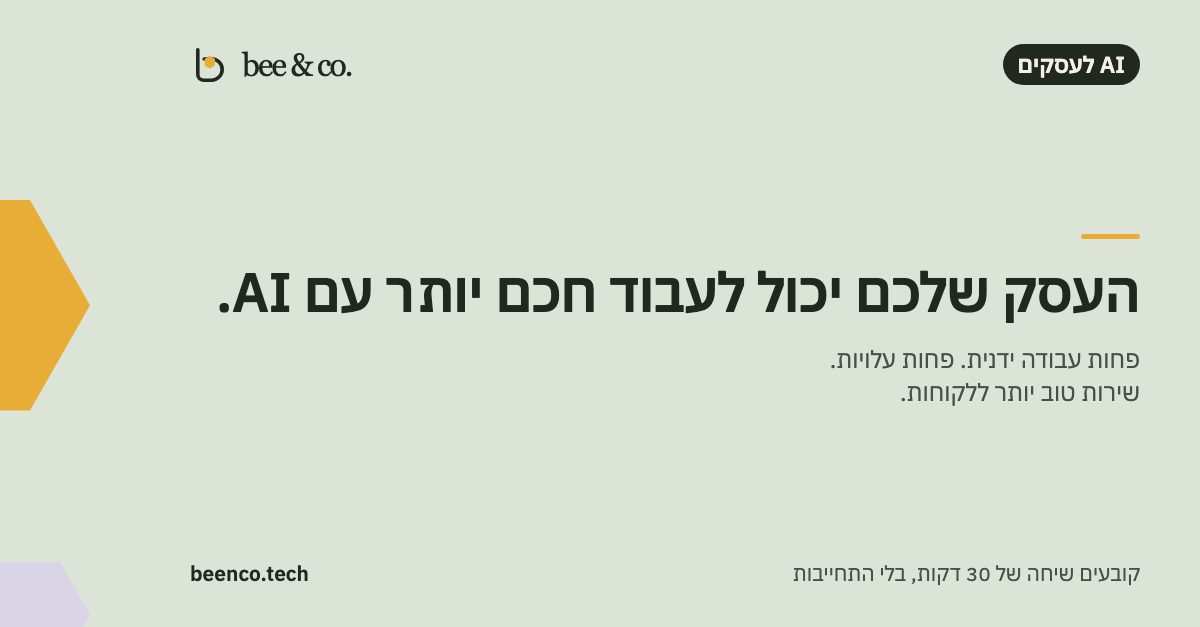 AI לעסקים
bee & co.
העסק שלכם יכול לעבוד חכם יותר עם AI.
פחות עבודה ידנית. פחות עלויות.
שירות טוב יותר ללקוחות.
קובעים שיחה של 30 דקות, בלי התחייבות
beenco.tech